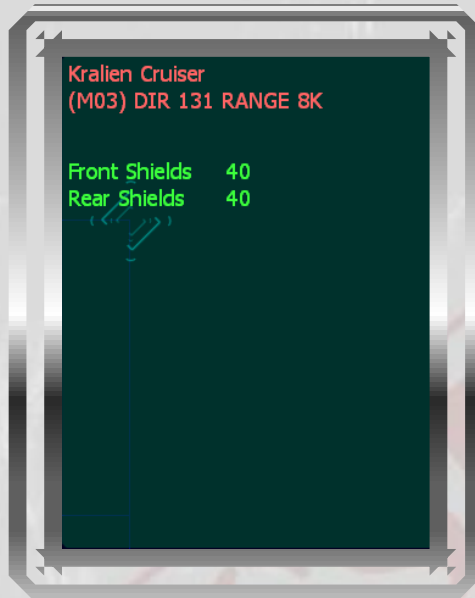 Kralien Cruiser
(M03) DIR 131 RANGE 8K
Front Shields 40
Rear Shields 40